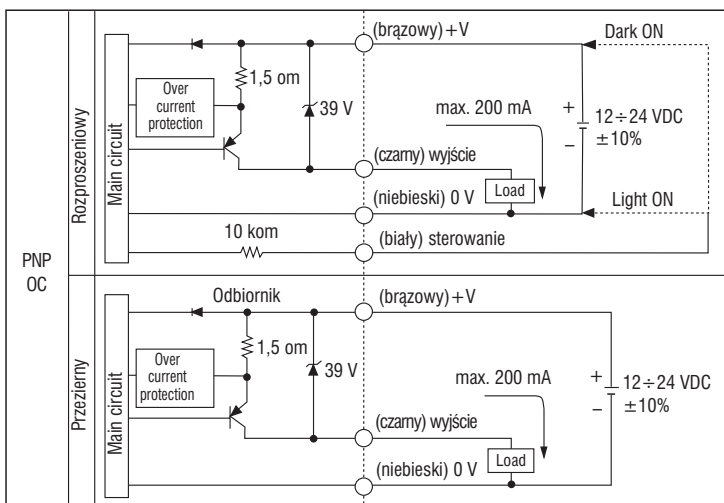 PNP
OC
Rozproszeniowy
Main circuit
Over
current
protection
1,5 om
39 V
10 kom
(brązowy) +V
Dark ON
max. 200 mA
+
−
12÷24 VDC
±10%
(czarny) wyjście
Load
(niebieski) 0 V
Light ON
(biały) sterowanie
Przezierny
Main circuit
Odbiornik
Over
current
protection
1,5 om
39 V
(brązowy) +V
max. 200 mA
+
−
12÷24 VDC
±10%
(czarny) wyjście
Load
(niebieski) 0 V